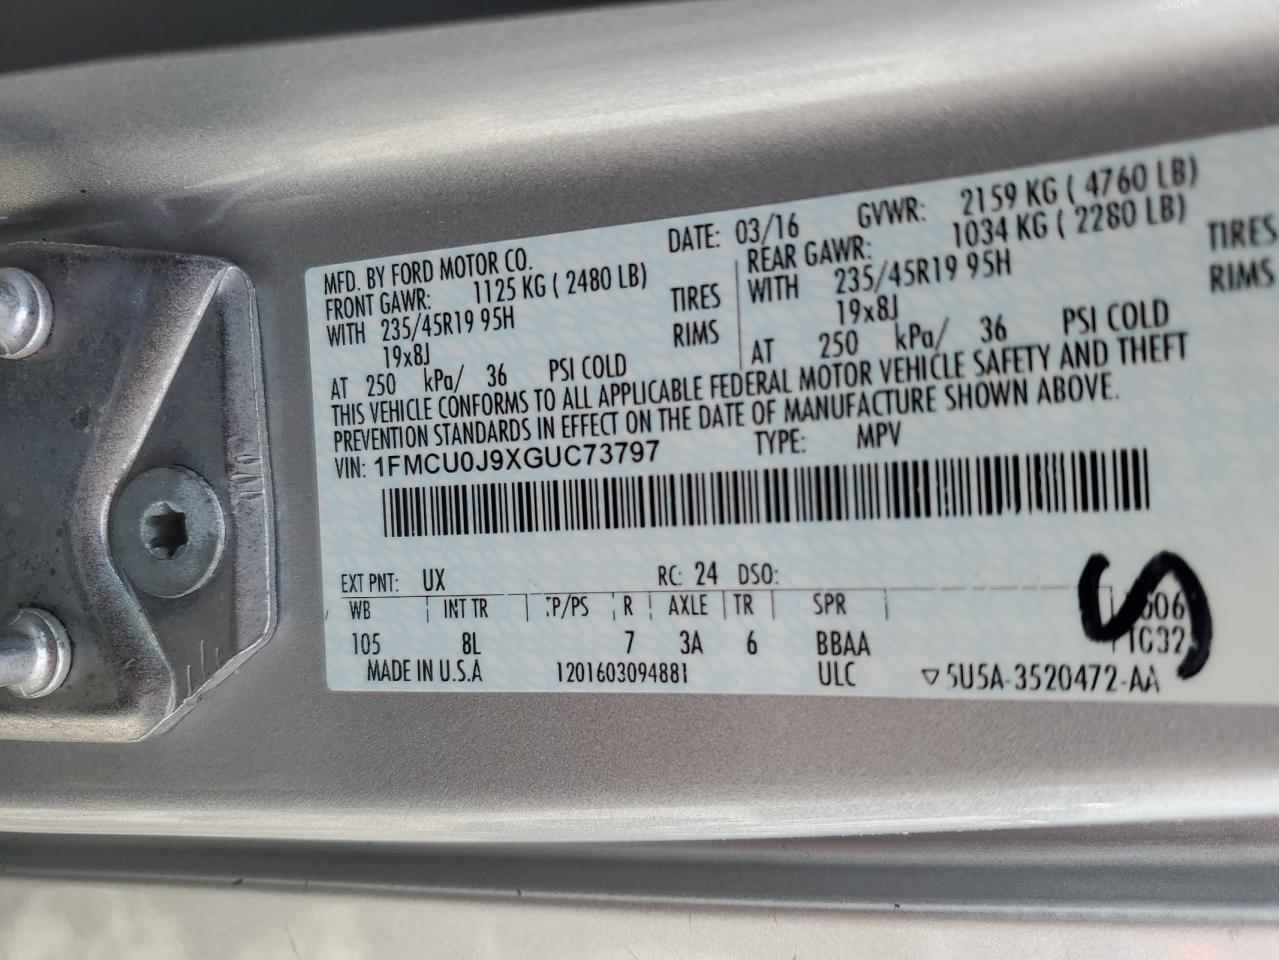 MFD. BY FORD MOTOR CO.
DATE: 03/16 GVWR: 2159 KG ( 4760 LB)
FRONT GAWR: 1125 KG ( 2480 LB)
WITH 235/45R19 95H TIRES
19x8J RIMS
AT 250 kPa/ 36 PSI COLD
REAR GAWR: 1034 KG ( 2280 LB)
WITH 235/45R19 95H TIRES
19x8J RIMS
AT 250 kPa/ 36 PSI COLD
THIS VEHICLE CONFORMS TO ALL APPLICABLE FEDERAL MOTOR VEHICLE SAFETY AND THEFT
PREVENTION STANDARDS IN EFFECT ON THE DATE OF MANUFACTURE SHOWN ABOVE.
VIN: 1FMCU0J9XGUC73797 TYPE: MPV
EXT PNT: UX RC: 24 DSO:
WB INT TR TP/PS R AXLE TR SPR
105 8L 7 3A 6 BBAA
MADE IN U.S.A 1201603094881 ULC ▽5U5A-3520472-AA